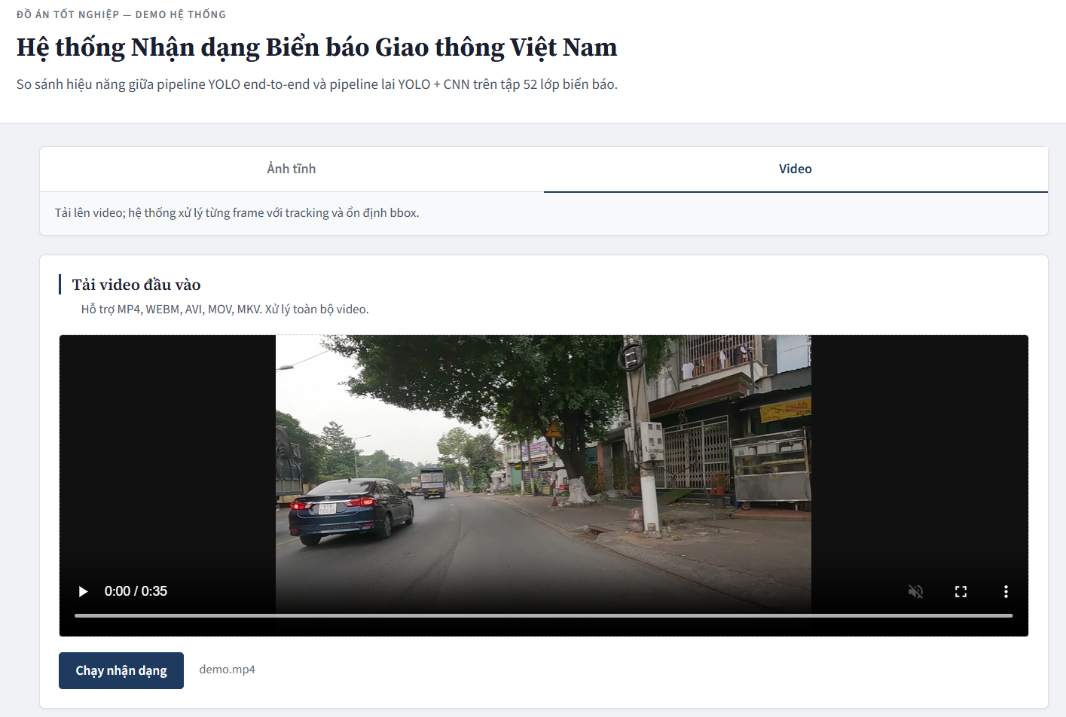 ĐỒ ÁN TỐT NGHIỆP — DEMO HỆ THỐNG
Hệ thống Nhận dạng Biển báo Giao thông Việt Nam
So sánh hiệu năng giữa pipeline YOLO end-to-end và pipeline lai YOLO + CNN trên tập 52 lớp biển báo.
Ảnh tĩnh
Video
Tải lên video; hệ thống xử lý từng frame với tracking và ổn định bbox.
Tải video đầu vào
Hỗ trợ MP4, WEBM, AVI, MOV, MKV. Xử lý toàn bộ video.
0:00 / 0:35
Chạy nhận dạng
demo.mp4